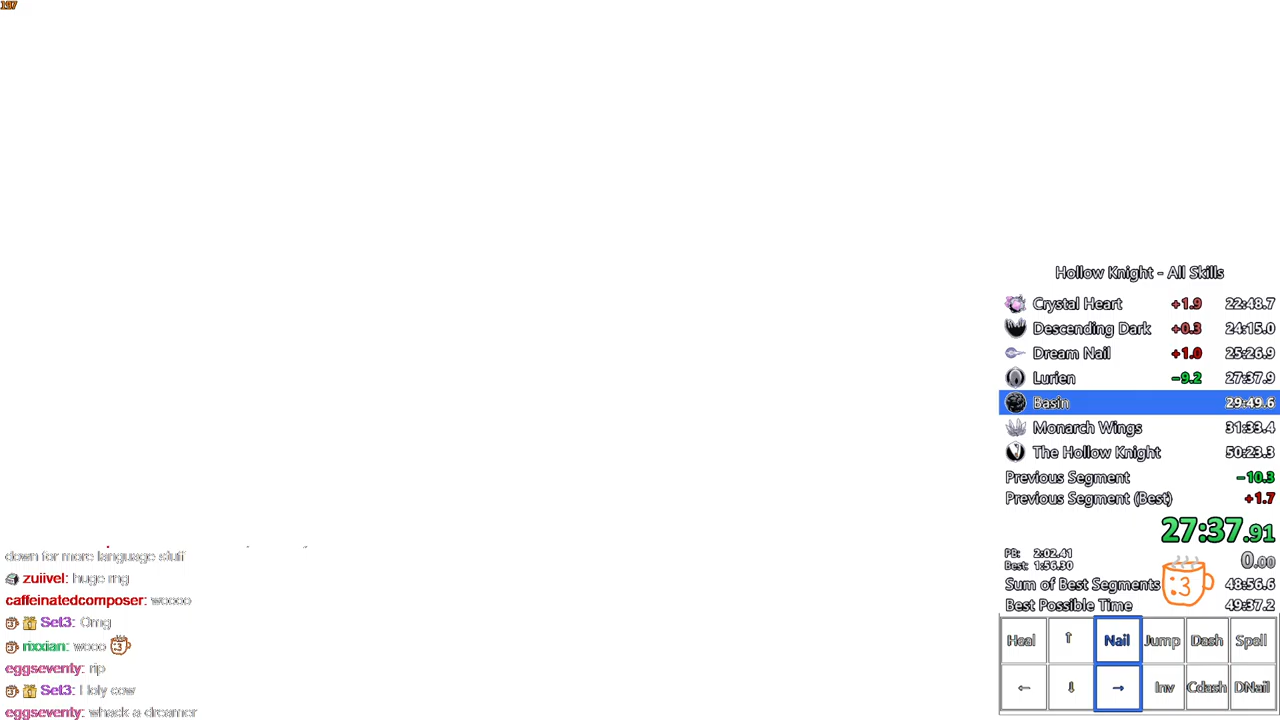 197
Hollow Knight - All Skills
Crystal Heart +1.9 22:48.7
Descending Dark +0.3 24:15.0
Dream Nail +1.0 25:26.9
Lurien -9.2 27:37.9
Basin 29:49.6
Monarch Wings 31:33.4
The Hollow Knight 50:23.3
Previous Segment -10.3
Previous Segment (Best) +1.7
27:37.91
PB: 2:02.41
Best: 1:56.30
0.00
Sum of Best Segments 48:56.6
Best Possible Time 49:37.2
Heal ↑ Nail Jump Dash Spell
← ↓ → Inv Cdash DNail
down for more language stuff
zuiivel: huge rng
caffeinatedcomposer: woooo
Set3: Omg
rixxian: wooo
eggseventy: rip
Set3: Holy cow
eggseventy: whack a dreamer